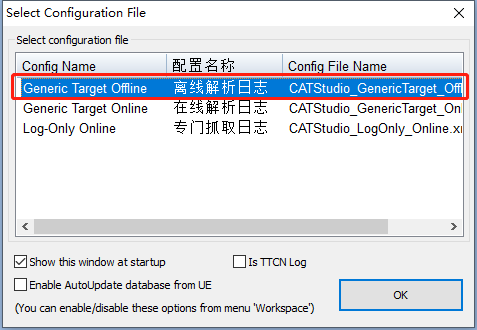 Select Configuration File
Select configuration file
Config Name 配置名称 Config File Name
Generic Target Offline 离线解析日志 CATStudio_GenericTarget_Off
Generic Target Online 在线解析日志 CATStudio_GenericTarget_On
Log-Only Online 专门抓取日志 CATStudio_LogOnly_Online.x
Show this window at startup Is TTCN Log
Enable AutoUpdate database from UE
(You can enable/disable these options from menu 'Workspace')
OK